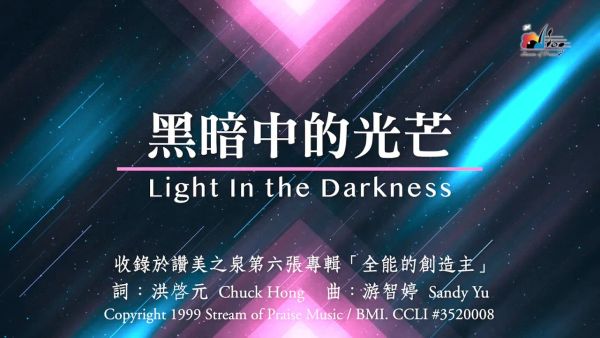 黑暗中的光芒
Light In the Darkness
收錄於讚美之泉第六張專輯「全能的創造主」
詞：洪啓元 Chuck Hong 曲：游智婷 Sandy Yu
Copyright 1999 Stream of Praise Music / BMI. CCLI #3520008